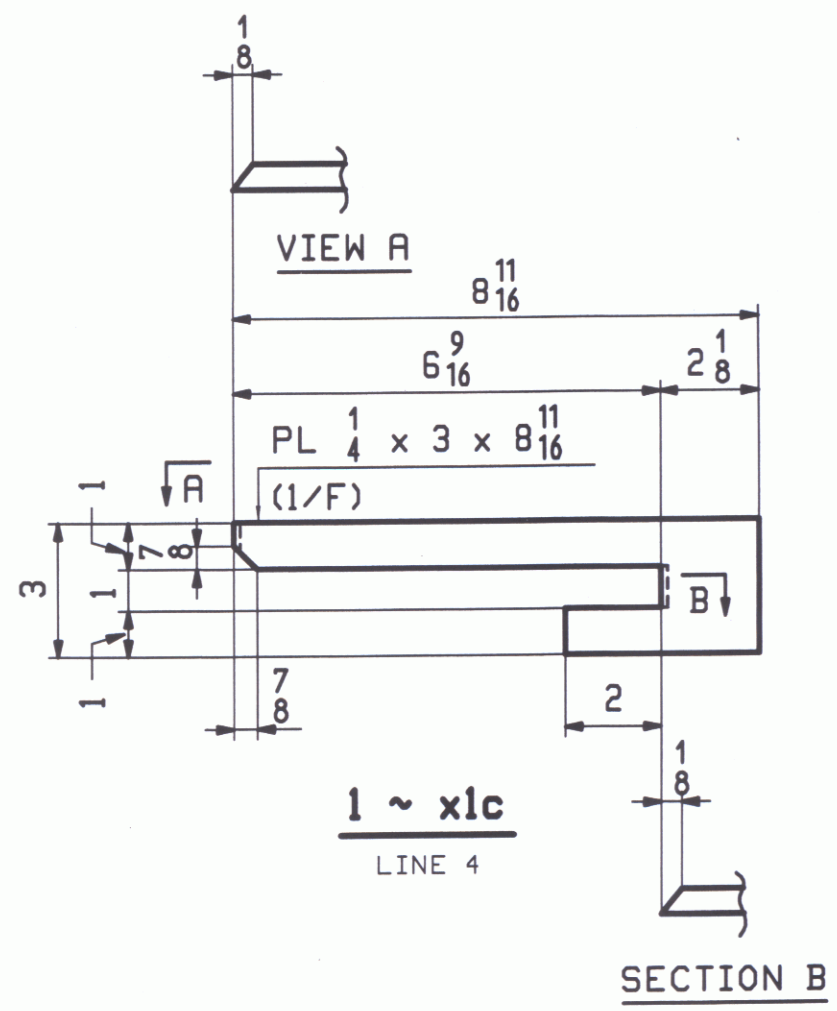 1/8
VIEW A
8 11/16
6 9/16
2 1/8
PL 1/4 x 3 x 8 11/16
(1/F)
A
1
7/8
3
1
B
1
7/8
2
1/8
1 ~ x1c
LINE 4
SECTION B